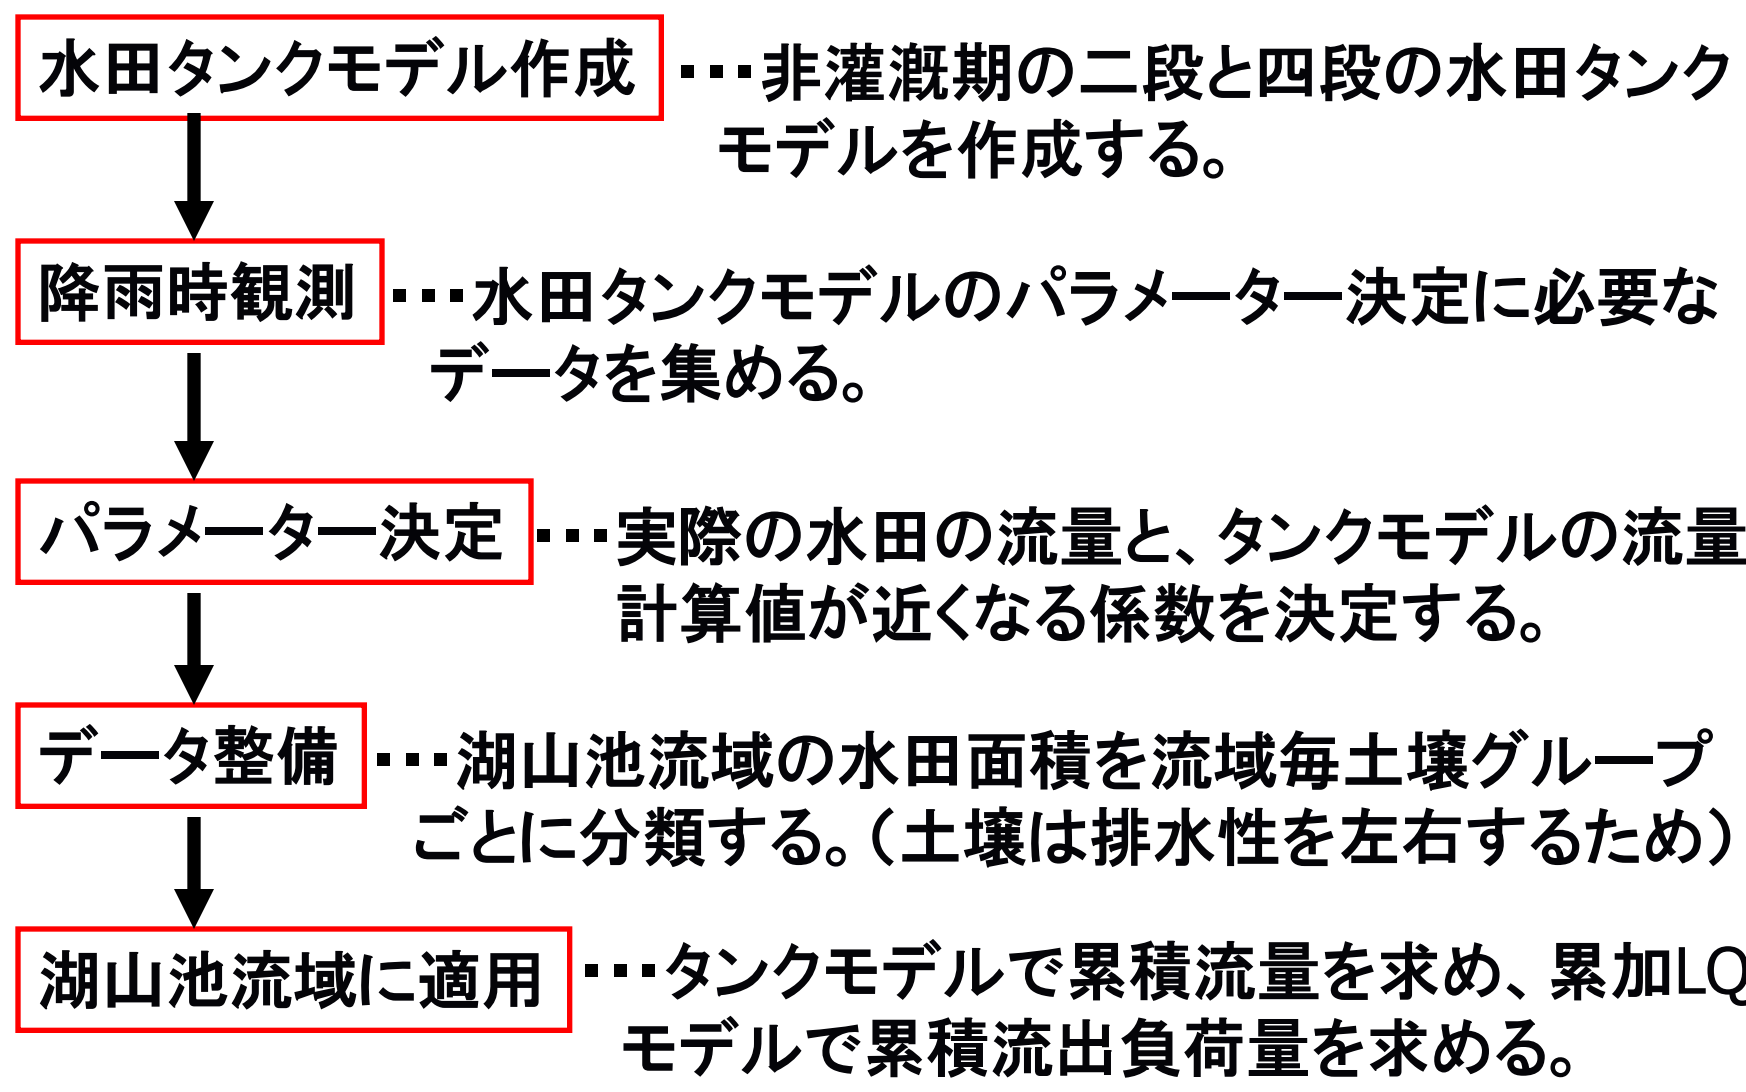 水田タンクモデル作成 ･･･非灌漑期の二段と四段の水田タンク
モデルを作成する。
降雨時観測 ･･･水田タンクモデルのパラメーター決定に必要な
データを集める。
パラメーター決定 ･･･実際の水田の流量と、タンクモデルの流量
計算値が近くなる係数を決定する。
データ整備 ･･･湖山池流域の水田面積を流域毎土壌グループ
ごとに分類する。（土壌は排水性を左右するため）
湖山池流域に適用 ･･･タンクモデルで累積流量を求め、累加LQ
モデルで累積流出負荷量を求める。